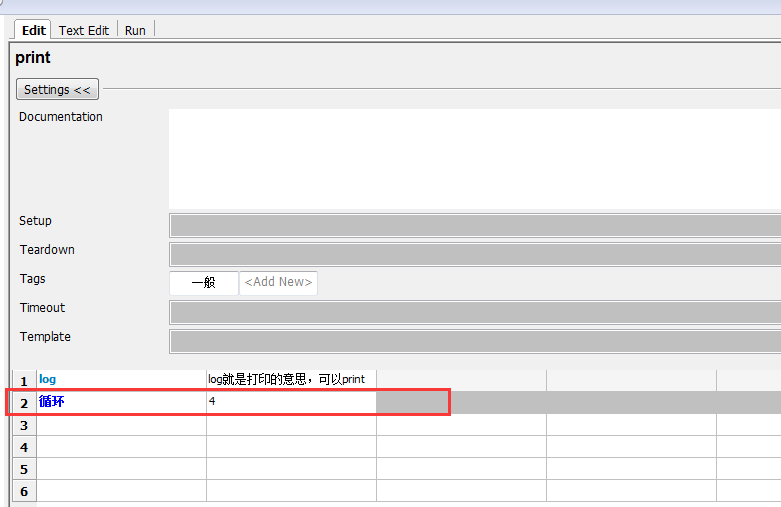 Edit Text Edit Run
print
Settings <<
Documentation
Setup
Teardown
Tags 一般 <Add New>
Timeout
Template
1 log log就是打印的意思，可以print
2 循环 4
3
4
5
6